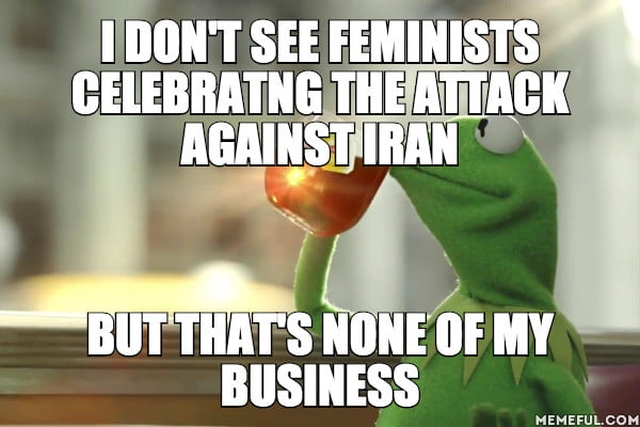 I DON'T SEE FEMINISTS
CELEBRATNG THE ATTACK
AGAINST IRAN
BUT THAT'S NONE OF MY
BUSINESS
MEMEFUL.COM